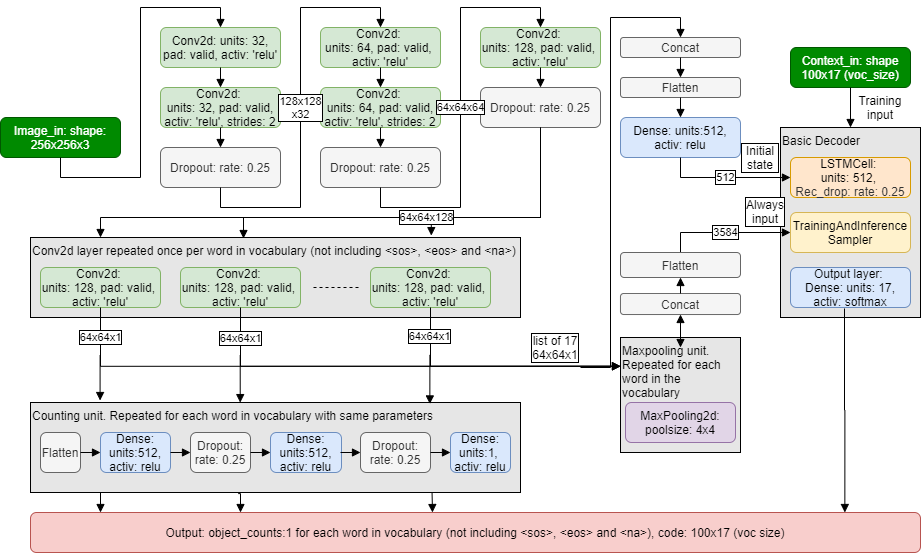 Image_in: shape:
256x256x3
Conv2d: units: 32,
pad: valid, activ: 'relu'
Conv2d:
units: 32, pad: valid,
activ: 'relu', strides: 2
Dropout: rate: 0.25
128x128
x32
Conv2d:
units: 64, pad: valid,
activ: 'relu'
Conv2d:
units: 64, pad: valid,
activ: 'relu', strides: 2
Dropout: rate: 0.25
64x64x64
Conv2d:
units: 128, pad: valid,
activ: 'relu'
Dropout: rate: 0.25
64x64x128
Conv2d layer repeated once per word in vocabulary (not including <sos>, <eos> and <na>)
Conv2d:
units: 128, pad: valid,
activ: 'relu'
Conv2d:
units: 128, pad: valid,
activ: 'relu'
--------
Conv2d:
units: 128, pad: valid,
activ: 'relu'
64x64x1
64x64x1
64x64x1
list of 17
64x64x1
Counting unit. Repeated for each word in vocabulary with same parameters
Flatten
Dense:
units:512,
activ: relu
Dropout:
rate: 0.25
Dense:
units:512,
activ: relu
Dropout:
rate: 0.25
Dense:
units:1,
activ: relu
Maxpooling unit.
Repeated for each
word in the
vocabulary
MaxPooling2d:
poolsize: 4x4
Concat
Flatten
3584
Always
input
Concat
Flatten
Dense: units:512,
activ: relu
512
Initial
state
Context_in: shape
100x17 (voc_size)
Training
input
Basic Decoder
LSTMCell:
units: 512,
Rec_drop: rate: 0.25
TrainingAndInference
Sampler
Output layer:
Dense: units: 17,
activ: softmax
Output: object_counts:1 for each word in vocabulary (not including <sos>, <eos> and <na>), code: 100x17 (voc size)